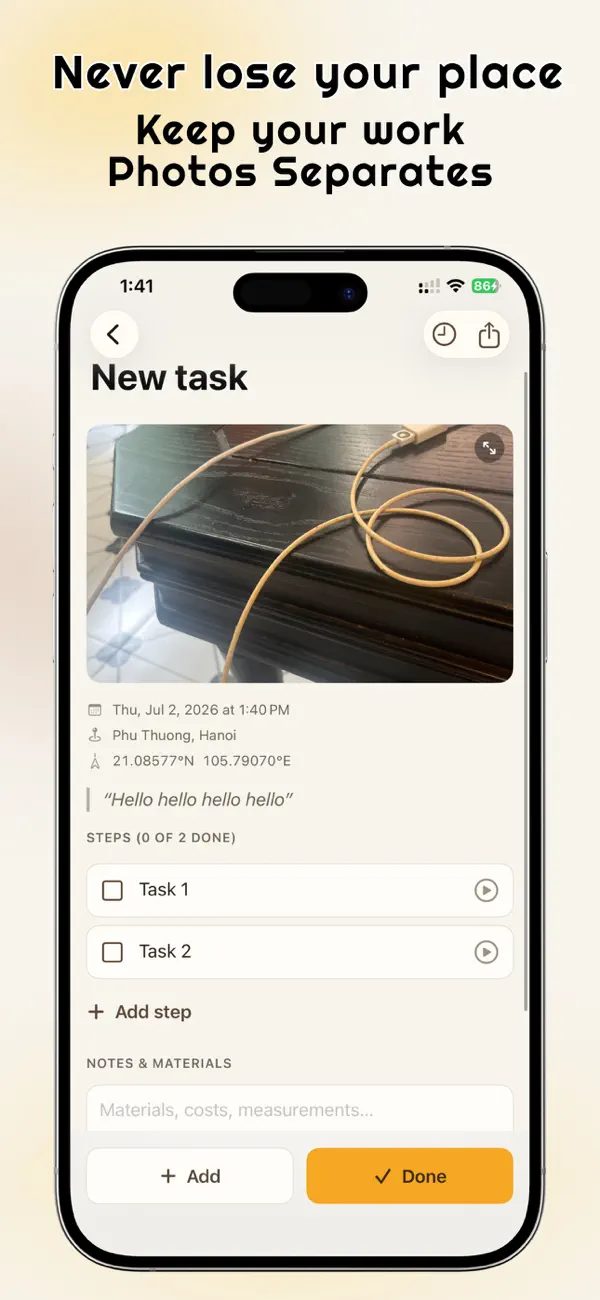 Never lose your place
Keep your work
Photos Separates
1:41
86
New task
Thu, Jul 2, 2026 at 1:40 PM
Phu Thuong, Hanoi
21.08577°N 105.79070°E
“Hello hello hello hello”
STEPS (0 OF 2 DONE)
Task 1
Task 2
+ Add step
NOTES & MATERIALS
Materials, costs, measurements...
+ Add
✓ Done